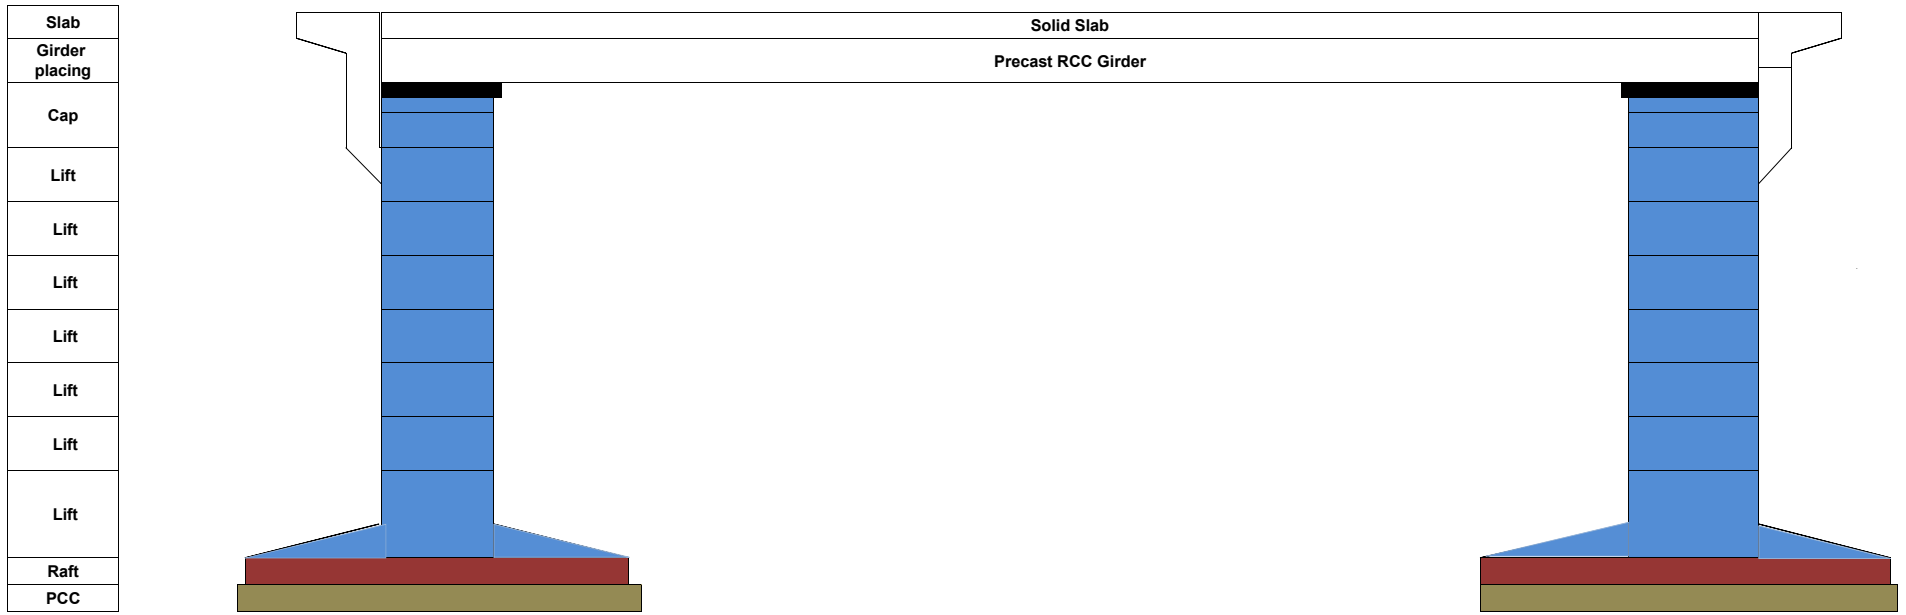 Slab
Girder
placing
Cap
Lift
Lift
Lift
Lift
Lift
Lift
Lift
Raft
PCC
Solid Slab
Precast RCC Girder